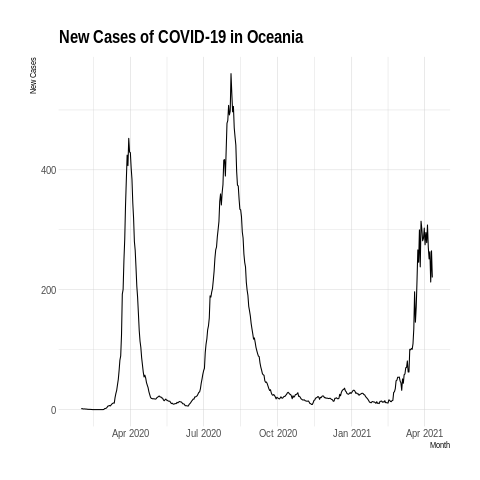 New Cases of COVID-19 in Oceania
New Cases
400
200
0
Apr 2020 Jul 2020 Oct 2020 Jan 2021 Apr 2021
Month